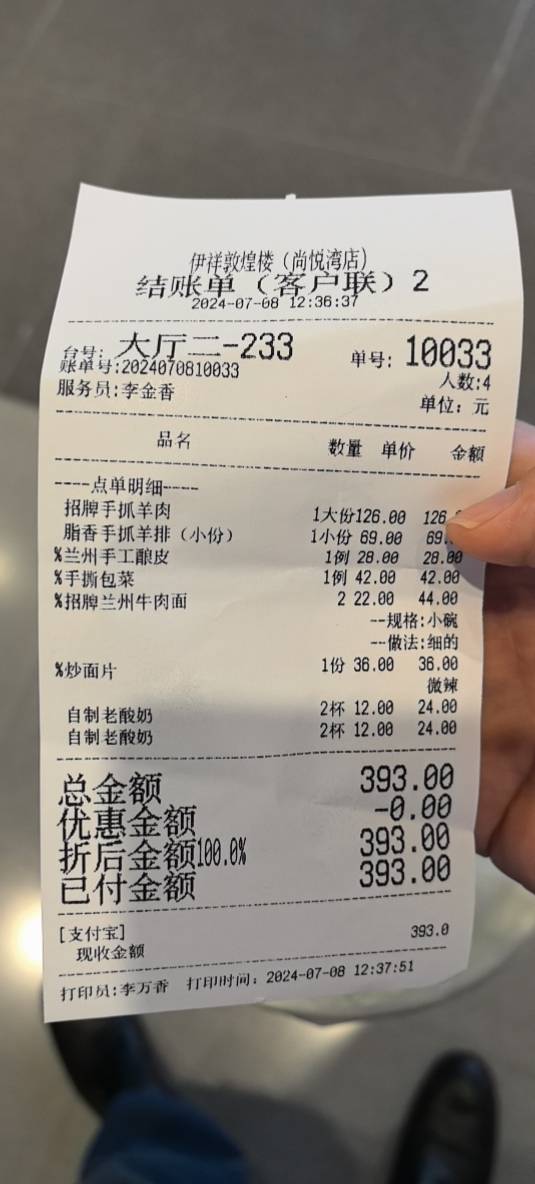 伊祥敦煌楼（尚悦湾店）
结账单（客户联）2
2024-07-08 12:36:37
台号: 大厅二-233 单号: 10033
账单号:2024070810033 人数:4
服务员:李金香 单位: 元
品名 数量 单价 金额
----点单明细----
招牌手抓羊肉 1大份126.00 126.
脂香手抓羊排（小份） 1小份 69.00 69.
%兰州手工酿皮 1例 28.00 28.00
%手撕包菜 1例 42.00 42.00
%招牌兰州牛肉面 2 22.00 44.00
--规格:小碗
--做法:细的
%炒面片 1份 36.00 36.00
微辣
自制老酸奶 2杯 12.00 24.00
自制老酸奶 2杯 12.00 24.00
总金额 393.00
优惠金额 -0.00
折后金额100.0% 393.00
已付金额 393.00
[支付宝] 393.0
现收金额
打印员:李万香 打印时间: 2024-07-08 12:37:51